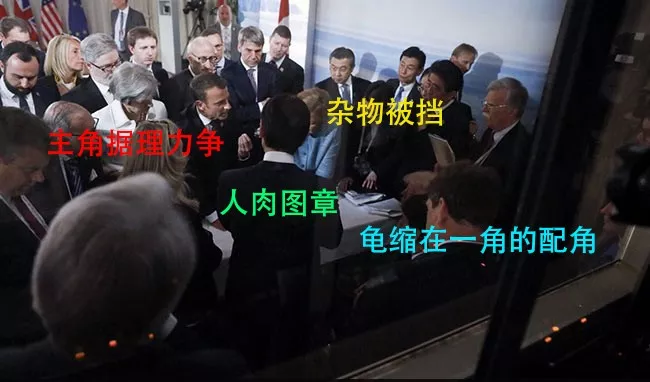 杂物被挡
主角据理力争
人肉图章
龟缩在一角的配角